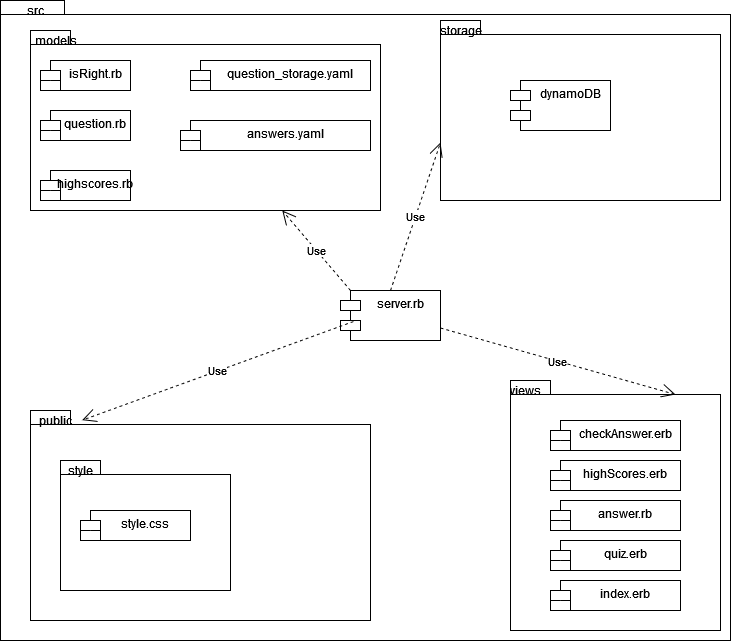 src
models
isRight.rb
question_storage.yaml
question.rb
answers.yaml
highscores.rb
storage
dynamoDB
Use
Use
server.rb
Use
Use
public
style
style.css
views
checkAnswer.erb
highScores.erb
answer.rb
quiz.erb
index.erb